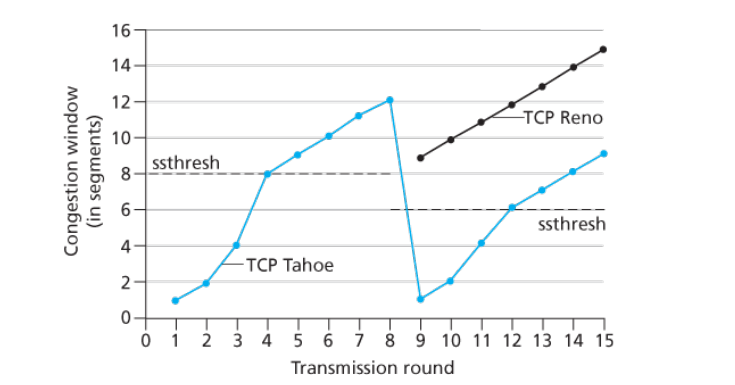 16
14
12
10
8
6
4
2
0
Congestion window
(in segments)
ssthresh
TCP Tahoe
TCP Reno
ssthresh
0 1 2 3 4 5 6 7 8 9 10 11 12 13 14 15
Transmission round